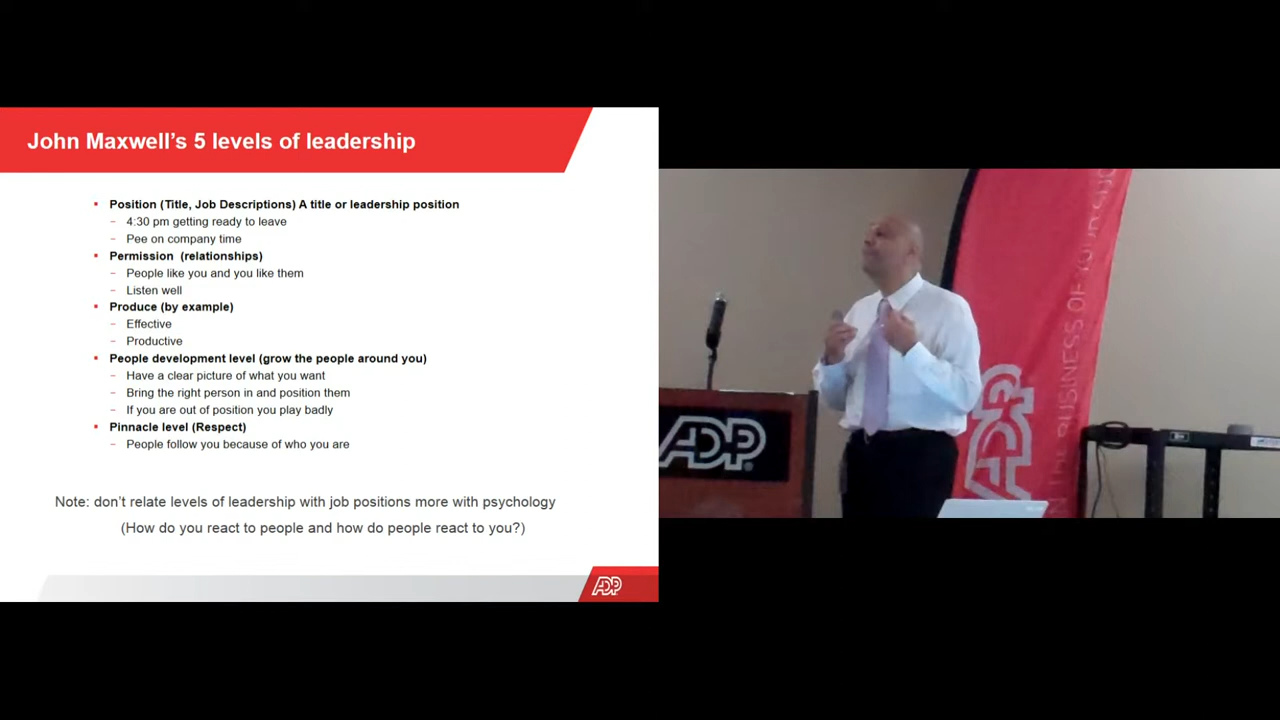 John Maxwell's 5 levels of leadership
Position (Title, Job Descriptions) A title or leadership position
4:30 pm getting ready to leave
Pee on company time
Permission (relationships)
People like you and you like them
Listen well
Produce (by example)
Effective
Productive
People development level (grow the people around you)
Have a clear picture of what you want
Bring the right person in and position them
If you are out of position you play badly
Pinnacle level (Respect)
People follow you because of who you are
Note: don't relate levels of leadership with job positions more with psychology
(How do you react to people and how do people react to you?)
ADP
ADP
ADP
IN THE BUSINESS OF YOUR